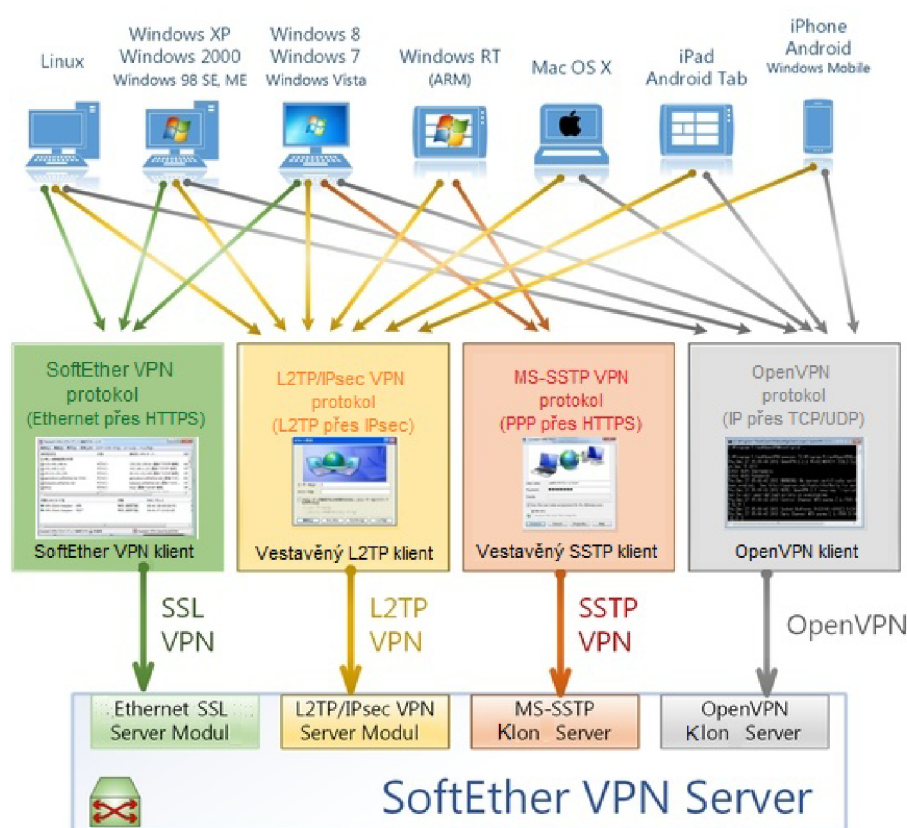 Linux
Windows XP
Windows 2000
Windows 98 SE, ME
Windows 8
Windows 7
Windows Vista
Windows RT
(ARM)
Mac OS X
iPad
Android Tab
iPhone
Android
Windows Mobile
SoftEther VPN
protokol
(Ethernet přes HTTPS)
SoftEther VPN klient
L2TP/IPsec VPN
protokol
(L2TP přes IPsec)
Vestavěný L2TP klient
MS-SSTP VPN
protokol
(PPP přes HTTPS)
Vestavěný SSTP klient
OpenVPN
protokol
(IP přes TCP/UDP)
OpenVPN klient
SSL
VPN
L2TP
VPN
SSTP
VPN
OpenVPN
Ethernet SSL
Server Modul
L2TP/IPsec VPN
Server Modul
MS-SSTP
Klon Server
OpenVPN
Klon Server
SoftEther VPN Server